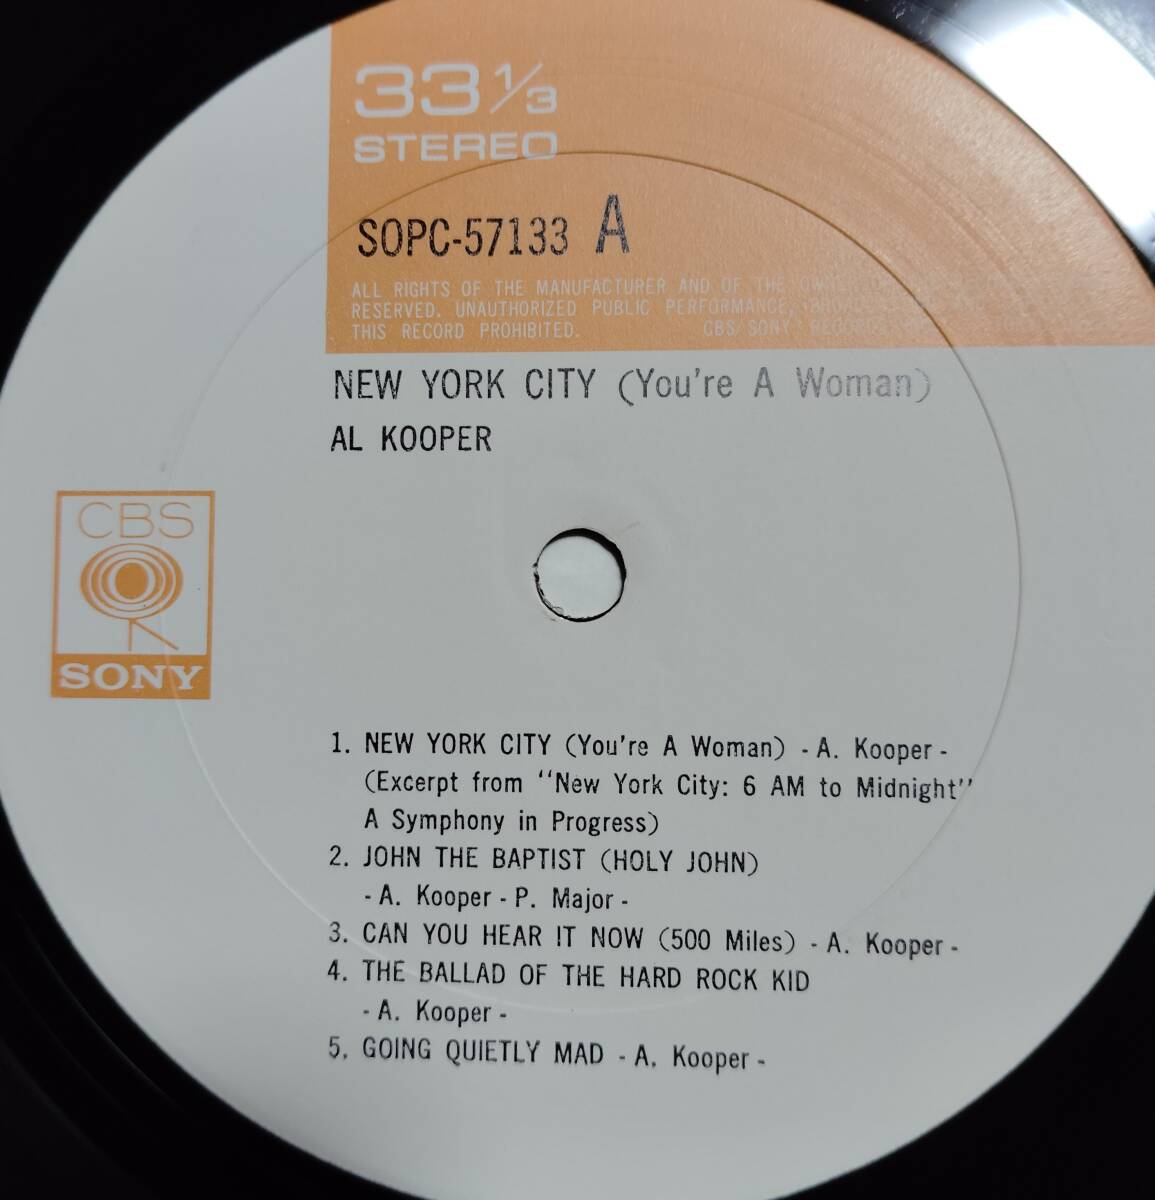 33 1/3
STEREO
SOPC-57133 A
ALL RIGHTS OF THE MANUFACTURER AND OF THE
RESERVED. UNAUTHORIZED PUBLIC PERFORMANCE,
THIS RECORD PROHIBITED. CBS SONY RECORDS
NEW YORK CITY (You're A Woman)
AL KOOPER
CBS
SONY
1. NEW YORK CITY (You're A Woman) - A. Kooper -
(Excerpt from "New York City: 6 AM to Midnight"
A Symphony in Progress)
2. JOHN THE BAPTIST (HOLY JOHN)
- A. Kooper - P. Major -
3. CAN YOU HEAR IT NOW (500 Miles) - A. Kooper -
4. THE BALLAD OF THE HARD ROCK KID
- A. Kooper -
5. GOING QUIETLY MAD - A. Kooper -